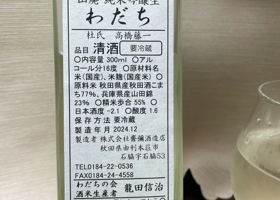 山廃 純米吟醸生
わだち
杜氏 高橋藤一
品目 清酒 要冷蔵
○内容量300ml ○アル
コール分16度 ○原材料名
米(国産)、米麹(国産米)○
原料米 秋田県産秋田酒こま
ち77%、兵庫県産山田錦
23% ○精米歩合 55% ○
日本酒度 -2.1 ○酸度 1.6
保存方法 要冷蔵
製造年月 2024.12
製造者 株式会社齋彌酒造店
秋田県由利本荘市
石脇字石脇53
TEL0184-22-0536
FAX0184-24-4558
わだちの会
酒米生産者 龍田信治